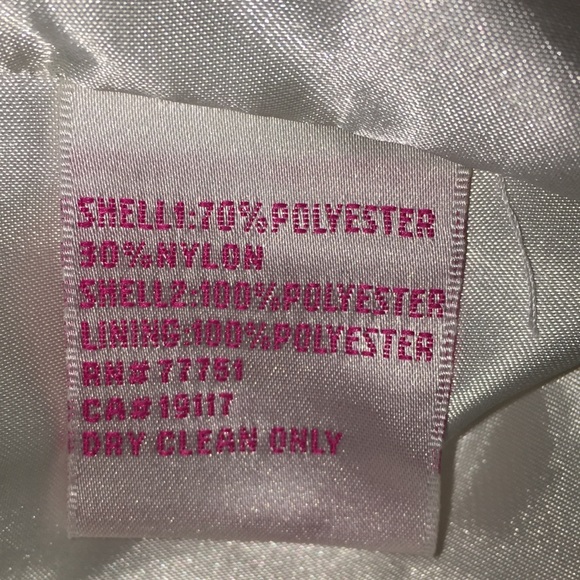 SHELL1:70%POLYESTER
30%NYLON
SHELL2:100%POLYESTER
LINING:100%POLYESTER
RN# 77751
CA# 19117
DRY CLEAN ONLY